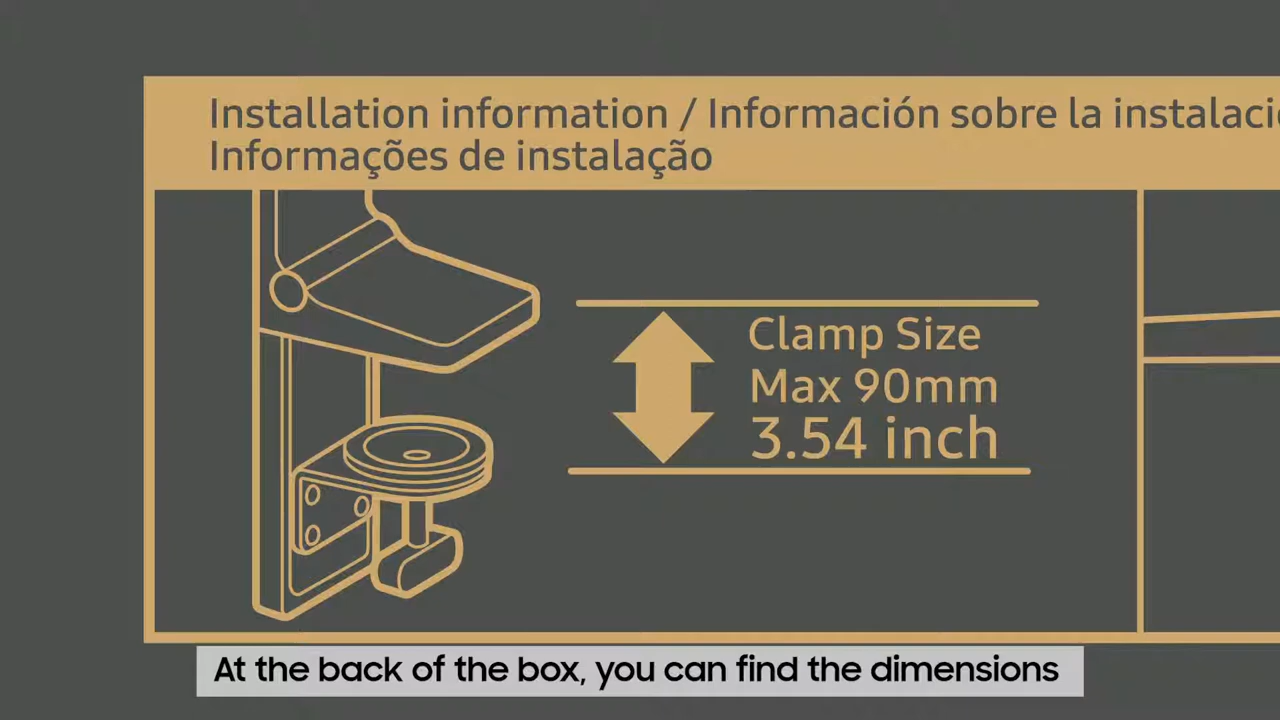 Installation information / Información sobre la instalaci
Informações de instalação
Clamp Size
Max 90mm
3.54 inch
At the back of the box, you can find the dimensions